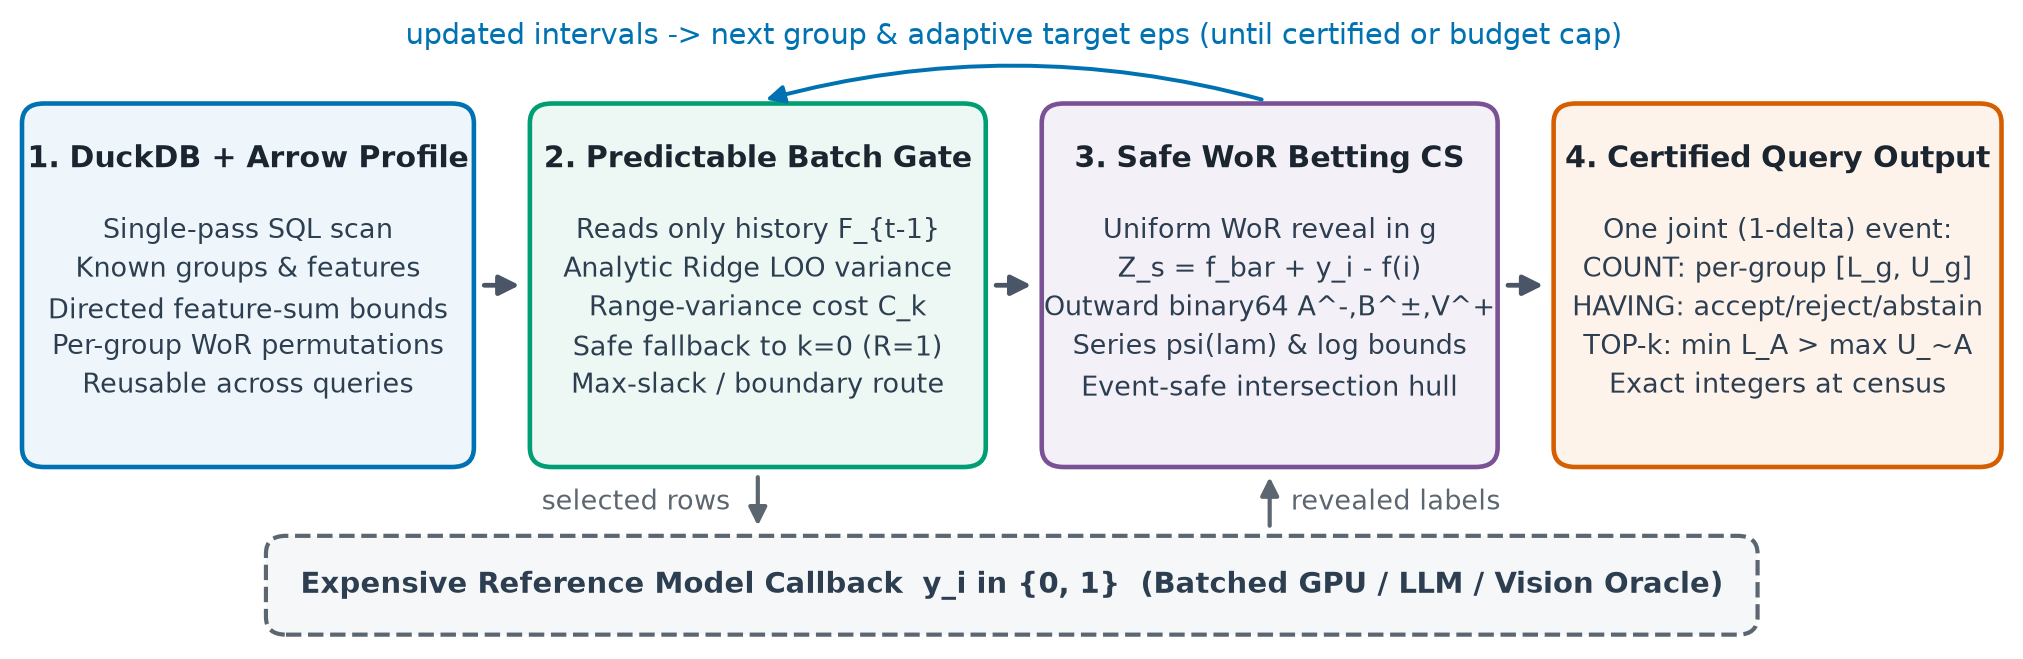 updated intervals -> next group & adaptive target eps (until certified or budget cap)
1. DuckDB + Arrow Profile
Single-pass SQL scan
Known groups & features
Directed feature-sum bounds
Per-group WoR permutations
Reusable across queries
2. Predictable Batch Gate
Reads only history F_{t-1}
Analytic Ridge LOO variance
Range-variance cost C_k
Safe fallback to k=0 (R=1)
Max-slack / boundary route
3. Safe WoR Betting CS
Uniform WoR reveal in g
Z_s = f_bar + y_i - f(i)
Outward binary64 A^-,B^±,V^+
Series psi(lam) & log bounds
Event-safe intersection hull
4. Certified Query Output
One joint (1-delta) event:
COUNT: per-group [L_g, U_g]
HAVING: accept/reject/abstain
TOP-k: min L_A > max U_~A
Exact integers at census
selected rows
revealed labels
Expensive Reference Model Callback  y_i in {0, 1}  (Batched GPU / LLM / Vision Oracle)